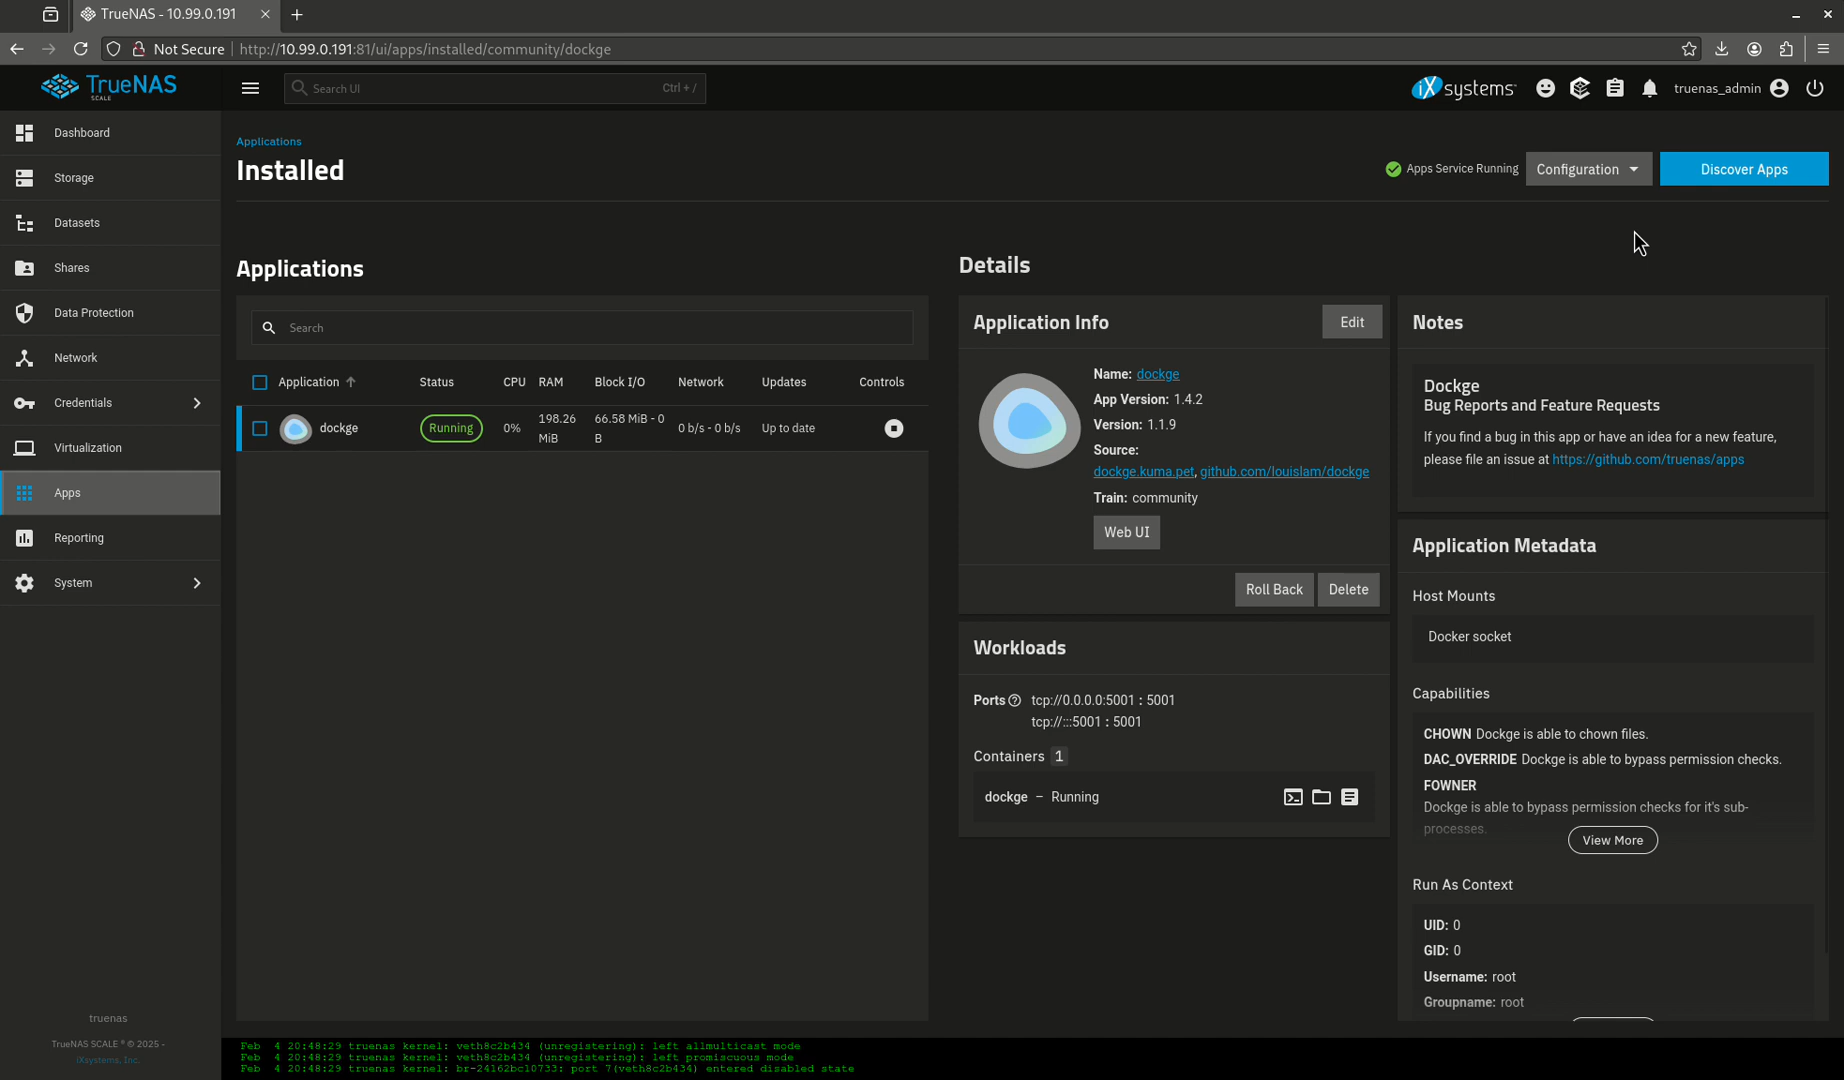 TrueNAS - 10.99.0.191
Not Secure
http://10.99.0.191:81/ui/apps/installed/community/dockge
TrueNAS
SCALE
Search UI
Ctrl + /
iXsystems
truenas_admin
Dashboard
Storage
Datasets
Shares
Data Protection
Network
Credentials
Virtualization
Apps
Reporting
System
truenas
TrueNAS SCALE ® © 2025 -
iXsystems, Inc.
Applications
Installed
Apps Service Running
Configuration
Discover Apps
Applications
Search
Application Status CPU RAM Block I/O Network Updates Controls
dockge Running 0% 198.26 MiB 66.58 MiB - 0 B 0 b/s - 0 b/s Up to date
Details
Application Info
Edit
Name: dockge
App Version: 1.4.2
Version: 1.1.9
Source:
dockge.kuma.pet, github.com/louislam/dockge
Train: community
Web UI
Roll Back
Delete
Workloads
Ports tcp://0.0.0.0:5001 : 5001
tcp://:::5001 : 5001
Containers 1
dockge – Running
Notes
Dockge
Bug Reports and Feature Requests
If you find a bug in this app or have an idea for a new feature,
please file an issue at https://github.com/truenas/apps
Application Metadata
Host Mounts
Docker socket
Capabilities
CHOWN Dockge is able to chown files.
DAC_OVERRIDE Dockge is able to bypass permission checks.
FOWNER
Dockge is able to bypass permission checks for it's sub-
processes.
View More
Run As Context
UID: 0
GID: 0
Username: root
Groupname: root
Feb 4 20:48:29 truenas kernel: veth8c2b434 (unregistering): left allmulticast mode
Feb 4 20:48:29 truenas kernel: veth8c2b434 (unregistering): left promiscuous mode
Feb 4 20:48:29 truenas kernel: br-24162bc10733: port 7(veth8c2b434) entered disabled state